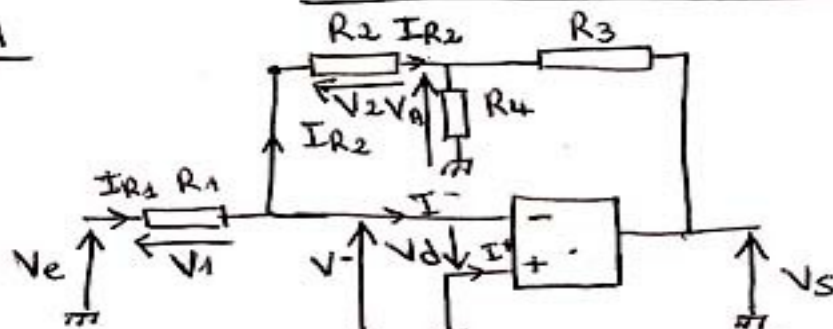 R2 IR2 R3
V2 VA R4
IR2
IR1 R1 I-
Ve V1 V- Vd I+ - + VS